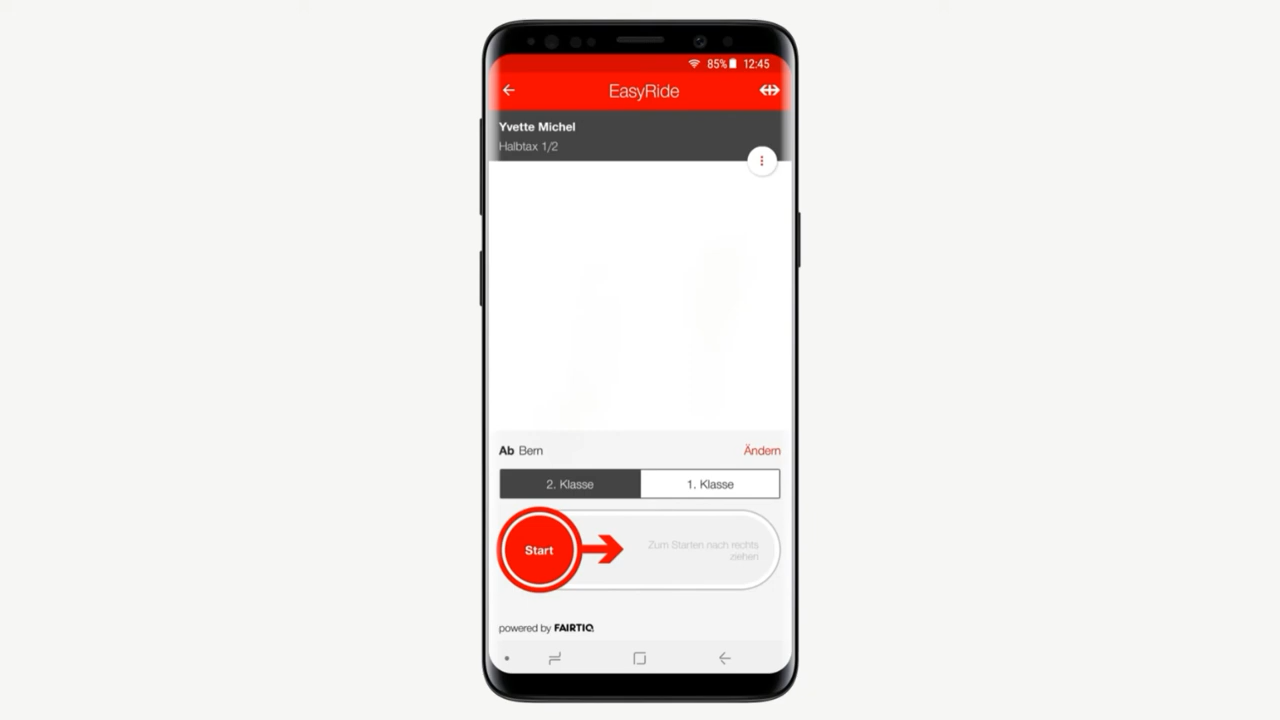 85% 12:45
EasyRide
Yvette Michel
Halbtax 1/2
Ab Bern
Ändern
2. Klasse
1. Klasse
Start
Zum Starten nach rechts
ziehen
powered by FAIRTIQ